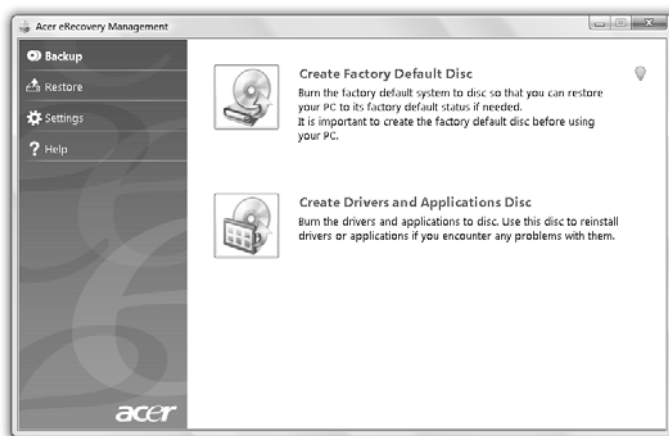 Acer eRecovery Management
Backup
Restore
Settings
? Help
Create Factory Default Disc
Burn the factory default system to disc so that you can restore
your PC to its factory default status if needed.
It is important to create the factory default disc before using
your PC.
Create Drivers and Applications Disc
Burn the drivers and applications to disc. Use this disc to reinstall
drivers or applications if you encounter any problems with them.
acer